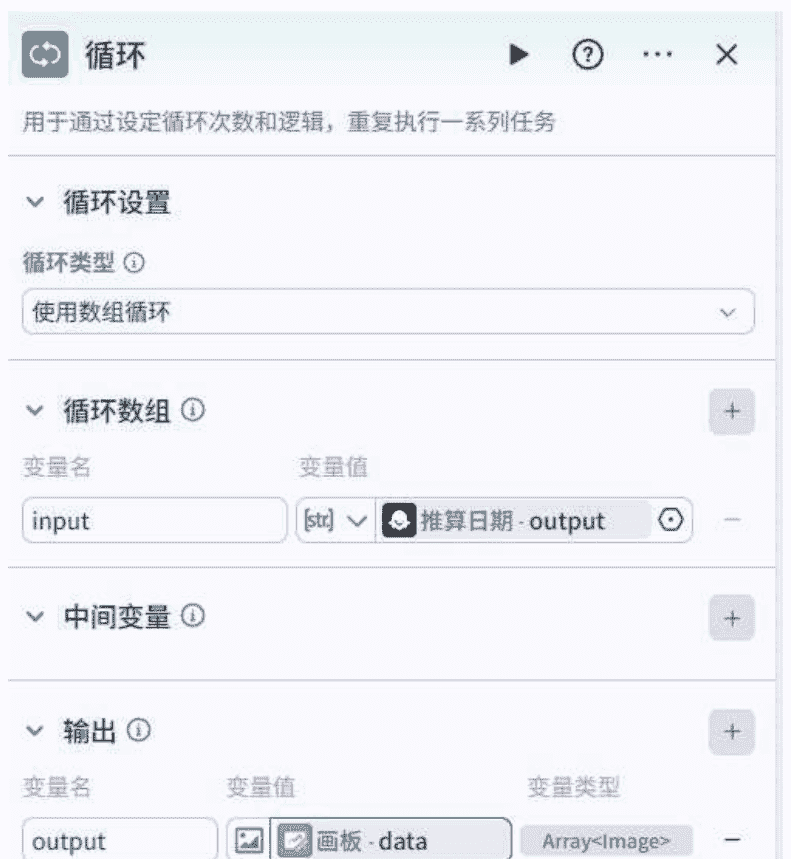 循环
用于通过设定循环次数和逻辑，重复执行一系列任务
循环设置
循环类型
使用数组循环
循环数组
变量名 变量值
input [str] 推算日期 - output
中间变量
输出
变量名 变量值 变量类型
output 画板 - data Array<Image>